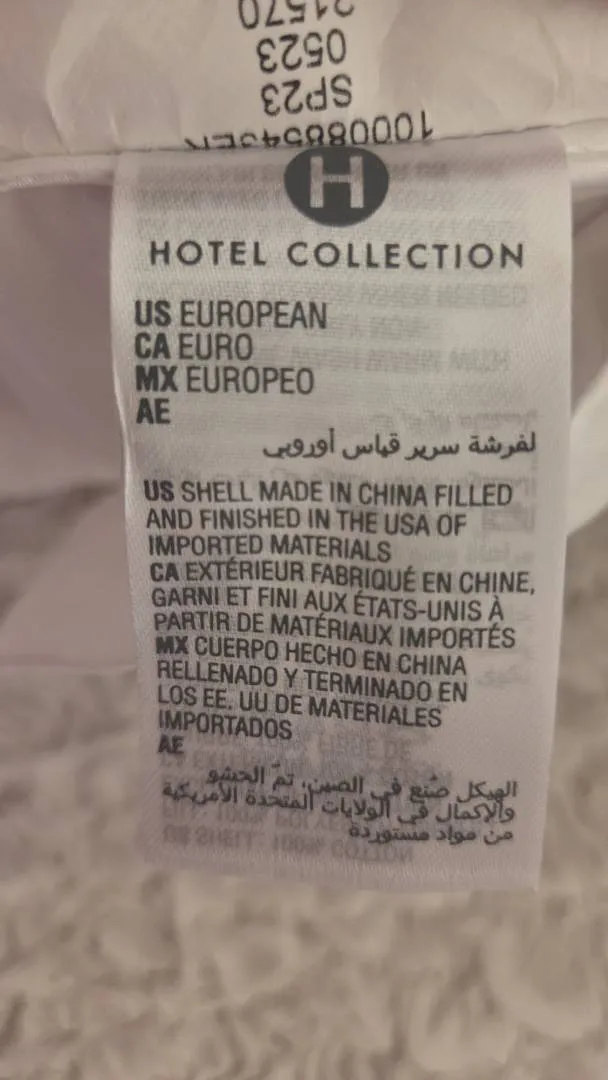 21570
0523
SP23
H
HOTEL COLLECTION
US EUROPEAN
CA EURO
MX EUROPEO
AE
لفرشة سرير قياس أوروبي
US SHELL MADE IN CHINA FILLED
AND FINISHED IN THE USA OF
IMPORTED MATERIALS
CA EXTÉRIEUR FABRIQUÉ EN CHINE,
GARNI ET FINI AUX ÉTATS-UNIS À
PARTIR DE MATÉRIAUX IMPORTÉS
MX CUERPO HECHO EN CHINA
RELLENADO Y TERMINADO EN
LOS EE. UU DE MATERIALES
IMPORTADOS
AE
الهيكل صُنع في الصين، تمّ الحشو
والإكمال في الولايات المتحدة الأمريكية
من مواد مستوردة